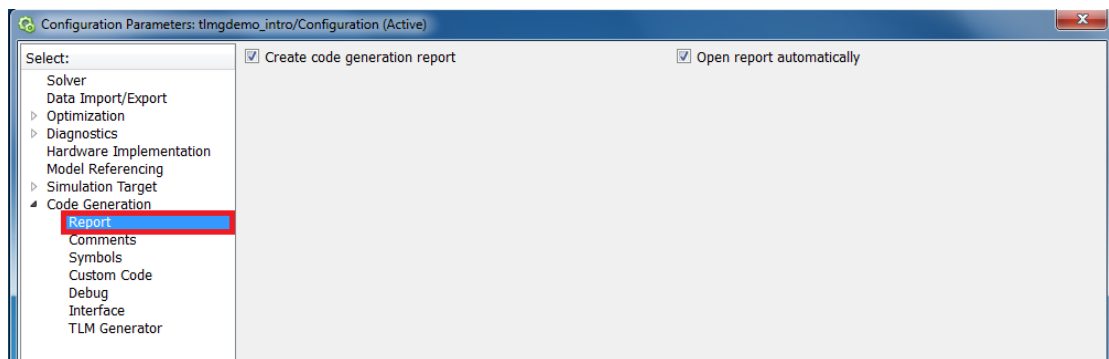 Configuration Parameters: tlmgdemo_intro/Configuration (Active)
Select:
Solver
Data Import/Export
Optimization
Diagnostics
Hardware Implementation
Model Referencing
Simulation Target
Code Generation
Report
Comments
Symbols
Custom Code
Debug
Interface
TLM Generator
Create code generation report
Open report automatically